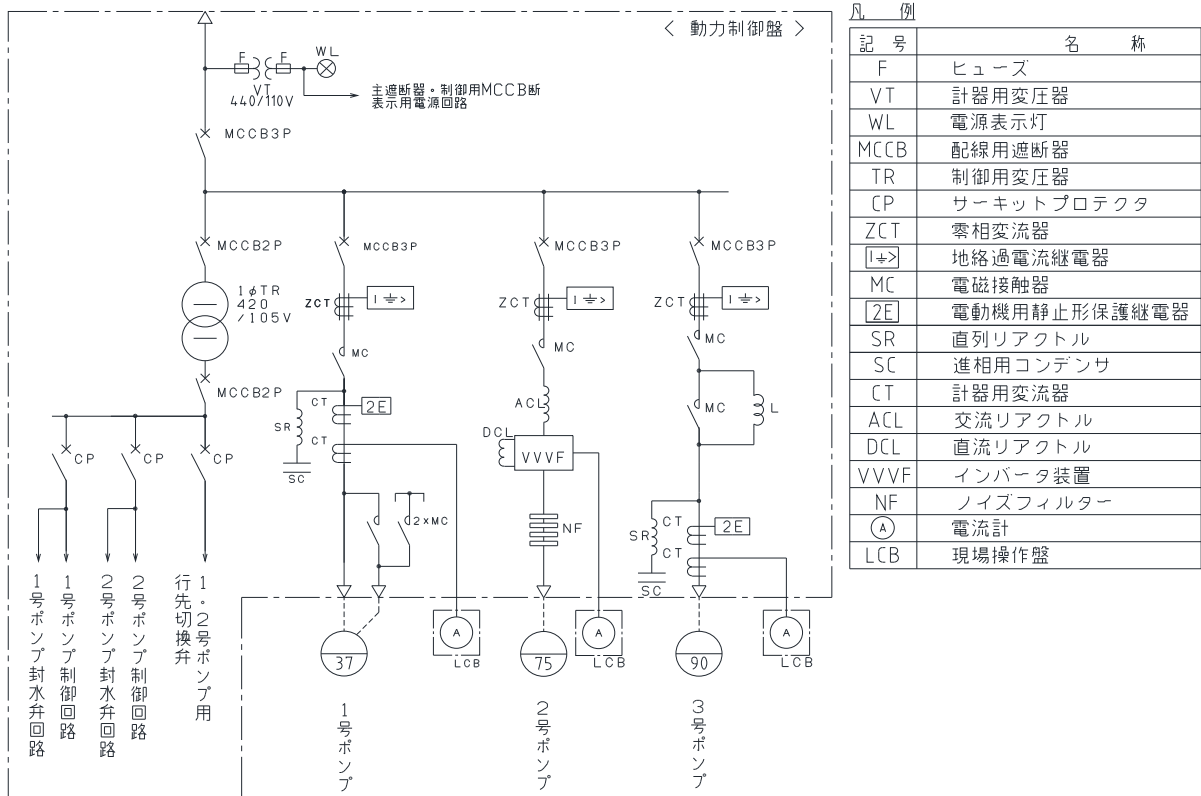 < 動力制御盤 >
F
F
WL
VT
440/110V
主遮断器・制御用MCCB断
表示用電源回路
MCCB3P
MCCB2P
MCCB3P
MCCB3P
MCCB3P
1φTR
420
/105V
ZCT
I >
ZCT
I >
ZCT
I >
MC
MC
MC
MCCB2P
CT
2E
SR
CT
SC
ACL
DCL
VVVF
MC
L
CP
CP
CP
2×MC
NF
SR
CT
2E
CT
SC
1号ポンプ封水弁回路
1号ポンプ制御回路
2号ポンプ封水弁回路
2号ポンプ制御回路
1・2号ポンプ用
行先切換弁
37
A
LCB
75
A
LCB
90
A
LCB
1号ポンプ
2号ポンプ
3号ポンプ
凡 例
記号 名 称
F ヒューズ
VT 計器用変圧器
WL 電源表示灯
MCCB 配線用遮断器
TR 制御用変圧器
CP サーキットプロテクタ
ZCT 零相変流器
I > 地絡過電流継電器
MC 電磁接触器
2E 電動機用静止形保護継電器
SR 直列リアクトル
SC 進相用コンデンサ
CT 計器用変流器
ACL 交流リアクトル
DCL 直流リアクトル
VVVF インバータ装置
NF ノイズフィルター
A 電流計
LCB 現場操作盤